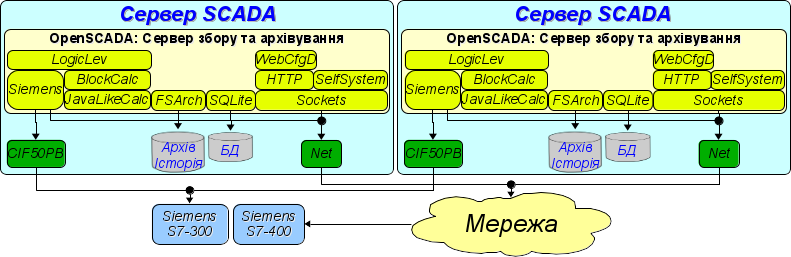 Сервер SCADA
OpenSCADA: Сервер збору та архівування
LogicLev
WebCfgD
Siemens
BlockCalc
HTTP
SelfSystem
JavaLikeCalc
FSArch
SQLite
Sockets
CIF50PB
Архів
Історія
БД
Net
Сервер SCADA
OpenSCADA: Сервер збору та архівування
LogicLev
WebCfgD
Siemens
BlockCalc
HTTP
SelfSystem
JavaLikeCalc
FSArch
SQLite
Sockets
CIF50PB
Архів
Історія
БД
Net
Siemens
S7-300
Siemens
S7-400
Мережа